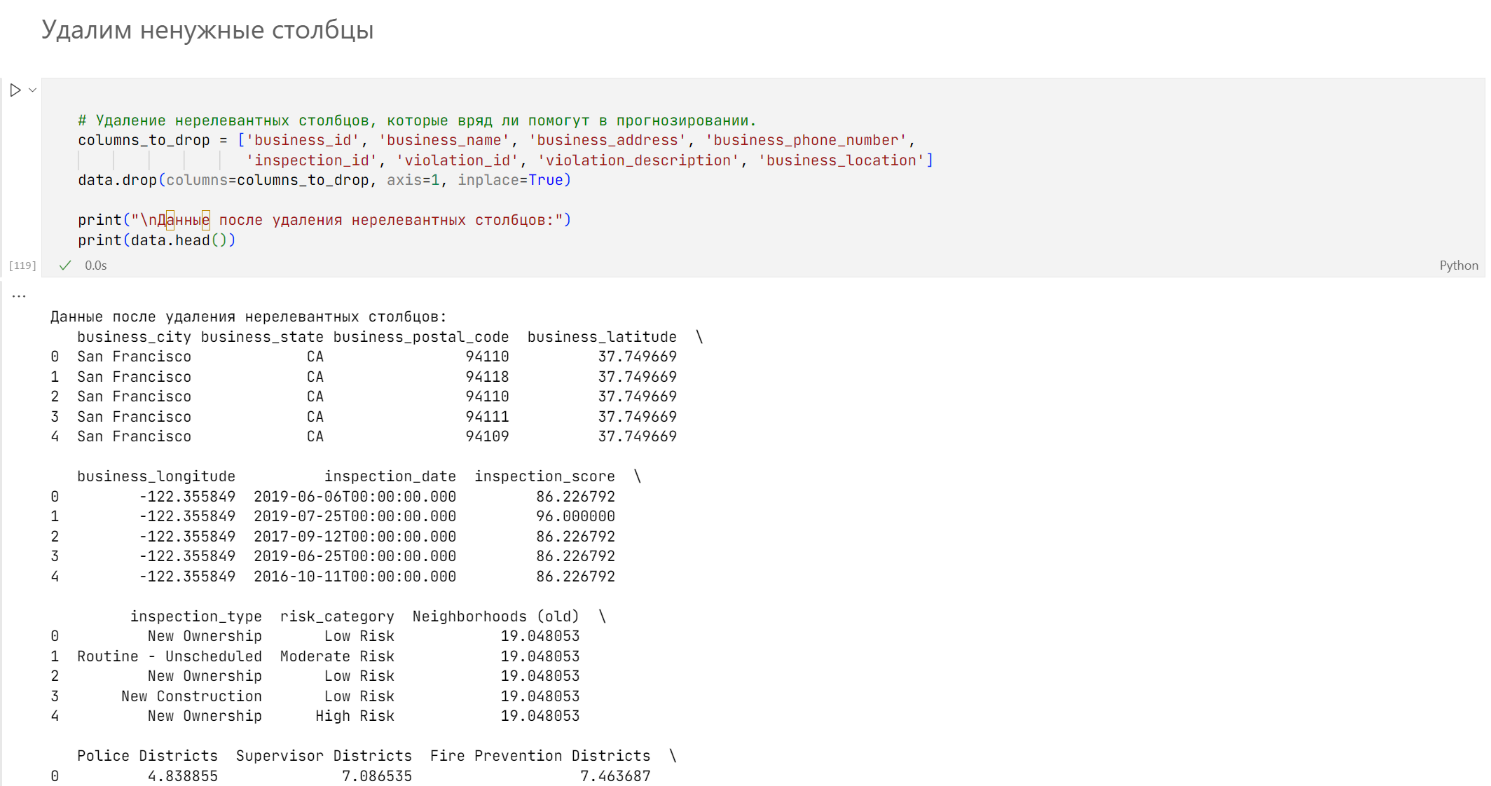 Удалим ненужные столбцы
# Удаление нерелевантных столбцов, которые вряд ли помогут в прогнозировании.
columns_to_drop = ['business_id', 'business_name', 'business_address', 'business_phone_number',
'inspection_id', 'violation_id', 'violation_description', 'business_location']
data.drop(columns=columns_to_drop, axis=1, inplace=True)
print("\nДанные после удаления нерелевантных столбцов:")
print(data.head())
[119] 0.0s Python
...
Данные после удаления нерелевантных столбцов:
business_city business_state business_postal_code business_latitude \
0 San Francisco CA 94110 37.749669
1 San Francisco CA 94118 37.749669
2 San Francisco CA 94110 37.749669
3 San Francisco CA 94111 37.749669
4 San Francisco CA 94109 37.749669
business_longitude inspection_date inspection_score \
0 -122.355849 2019-06-06T00:00:00.000 86.226792
1 -122.355849 2019-07-25T00:00:00.000 96.000000
2 -122.355849 2017-09-12T00:00:00.000 86.226792
3 -122.355849 2019-06-25T00:00:00.000 86.226792
4 -122.355849 2016-10-11T00:00:00.000 86.226792
inspection_type risk_category Neighborhoods (old) \
0 New Ownership Low Risk 19.048053
1 Routine - Unscheduled Moderate Risk 19.048053
2 New Ownership Low Risk 19.048053
3 New Construction Low Risk 19.048053
4 New Ownership High Risk 19.048053
Police Districts Supervisor Districts Fire Prevention Districts \
0 4.838855 7.086535 7.463687